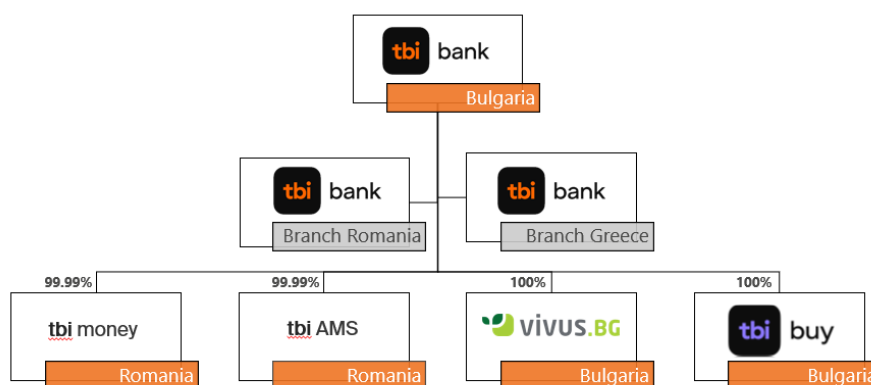 tbi bank
Bulgaria
tbi bank
Branch Romania
tbi bank
Branch Greece
99.99%
99.99%
100%
100%
tbi money
tbi AMS
vivus.BG
tbi buy
Romania
Romania
Bulgaria
Bulgaria